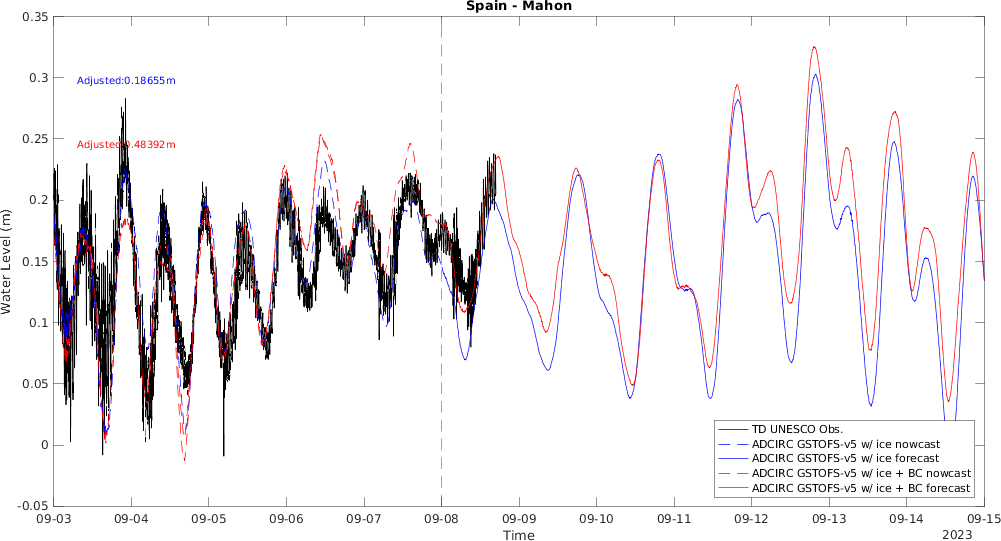 Spain - Mahon
Water Level (m)
0.35
0.3
0.25
0.2
0.15
0.1
0.05
0
-0.05
Adjusted:0.18655m
Adjusted:0.48392m
TD UNESCO Obs.
ADCIRC GSTOFS-v5 w/ ice nowcast
ADCIRC GSTOFS-v5 w/ ice forecast
ADCIRC GSTOFS-v5 w/ ice + BC nowcast
ADCIRC GSTOFS-v5 w/ ice + BC forecast
09-03 09-04 09-05 09-06 09-07 09-08 09-09 09-10 09-11 09-12 09-13 09-14 09-15
Time
2023